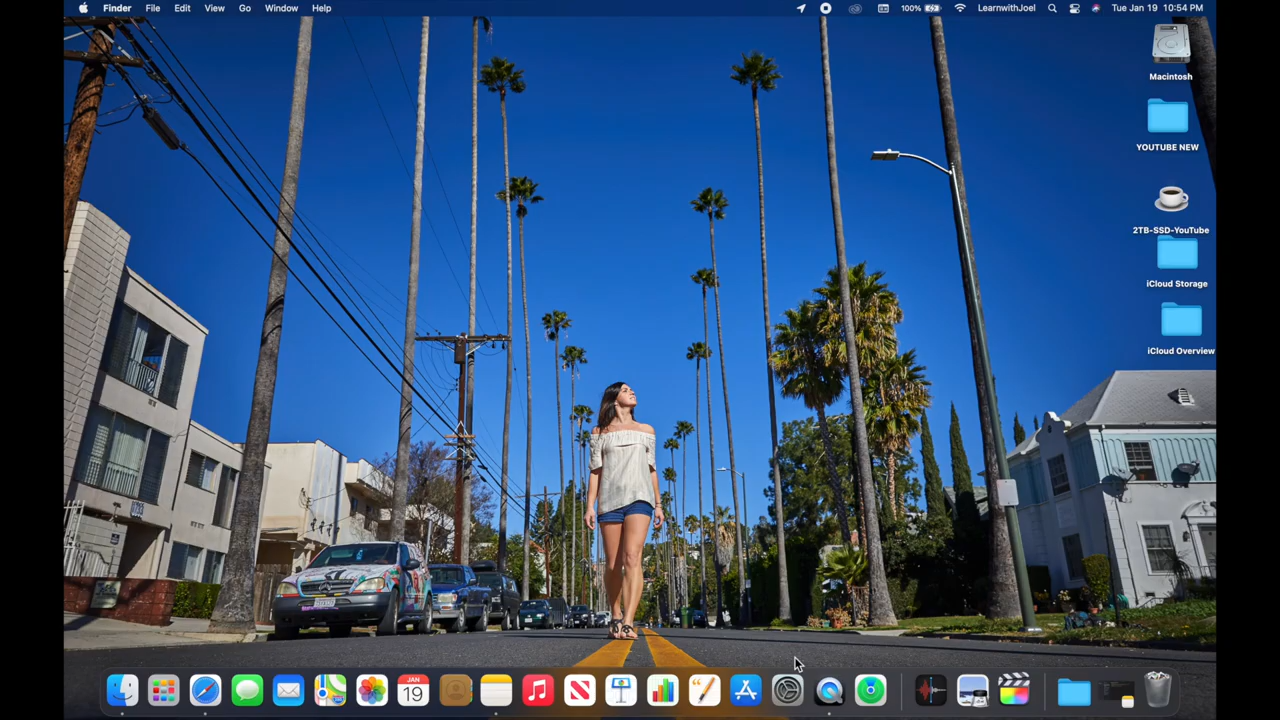 Finder File Edit View Go Window Help 100% LearnwithJoel Tue Jan 19 10:54 PM
Macintosh
YOUTUBE NEW
2TB-SSD-YouTube
iCloud Storage
iCloud Overview
JAN
19